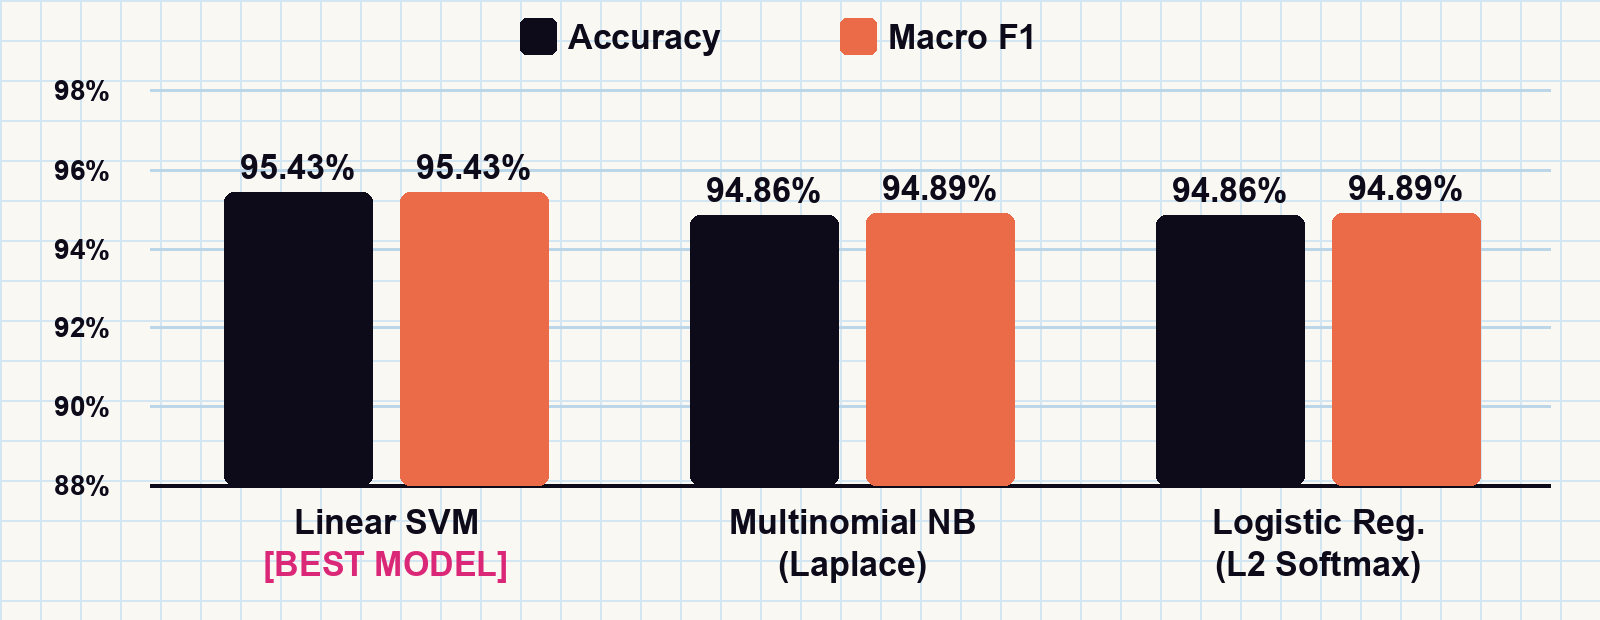 Accuracy Macro F1
98%
96%
94%
92%
90%
88%
95.43% 95.43% 94.86% 94.89% 94.86% 94.89%
Linear SVM Multinomial NB Logistic Reg.
[BEST MODEL] (Laplace) (L2 Softmax)